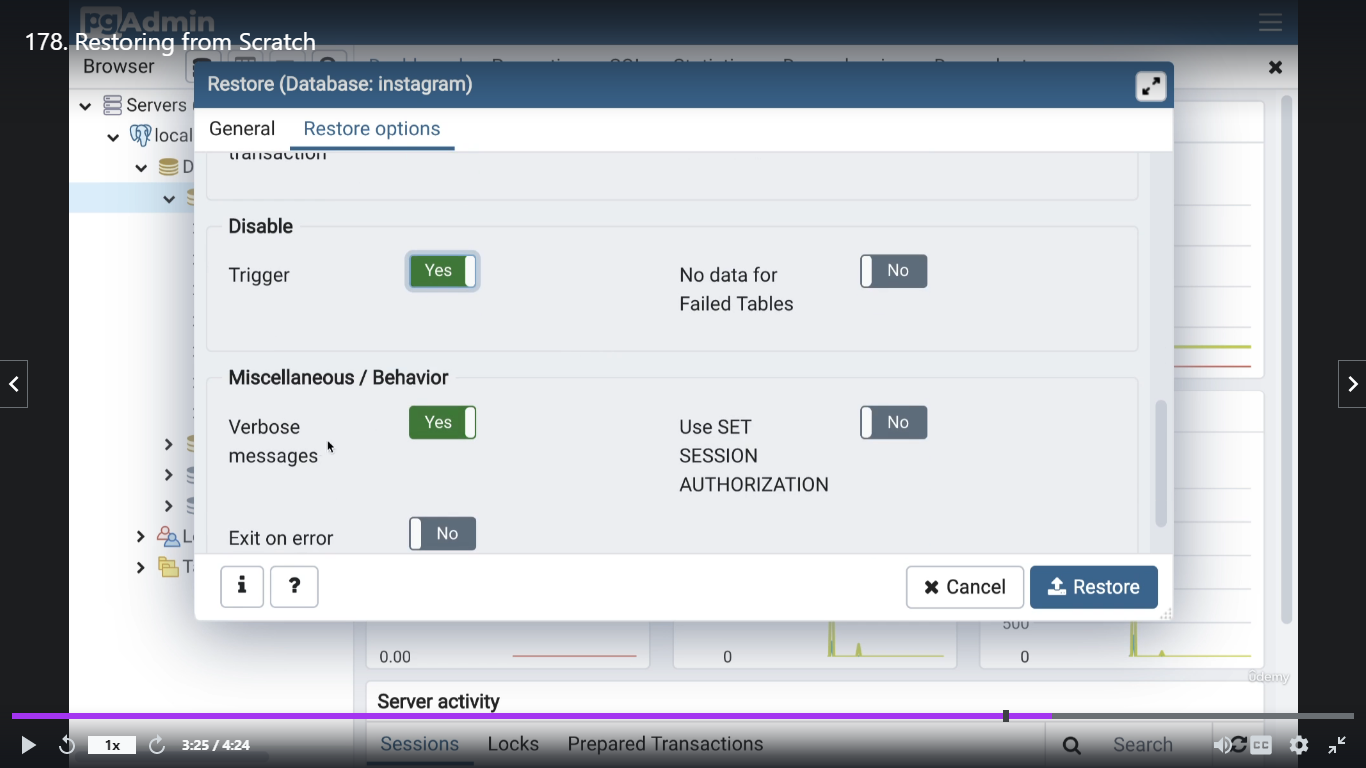 pgAdmin
178. Restoring from Scratch
Browser
Restore (Database: instagram)
Servers
General
Restore options
local
transaction
D
Disable
Trigger
Yes
No data for
Failed Tables
No
Miscellaneous / Behavior
Verbose
messages
Yes
Use SET
SESSION
AUTHORIZATION
No
Exit on error
No
L
T
i
?
Cancel
Restore
500
0.00
0
0
ûdemy
Server activity
1x
3:25 / 4:24
Sessions
Locks
Prepared Transactions
Search
CC